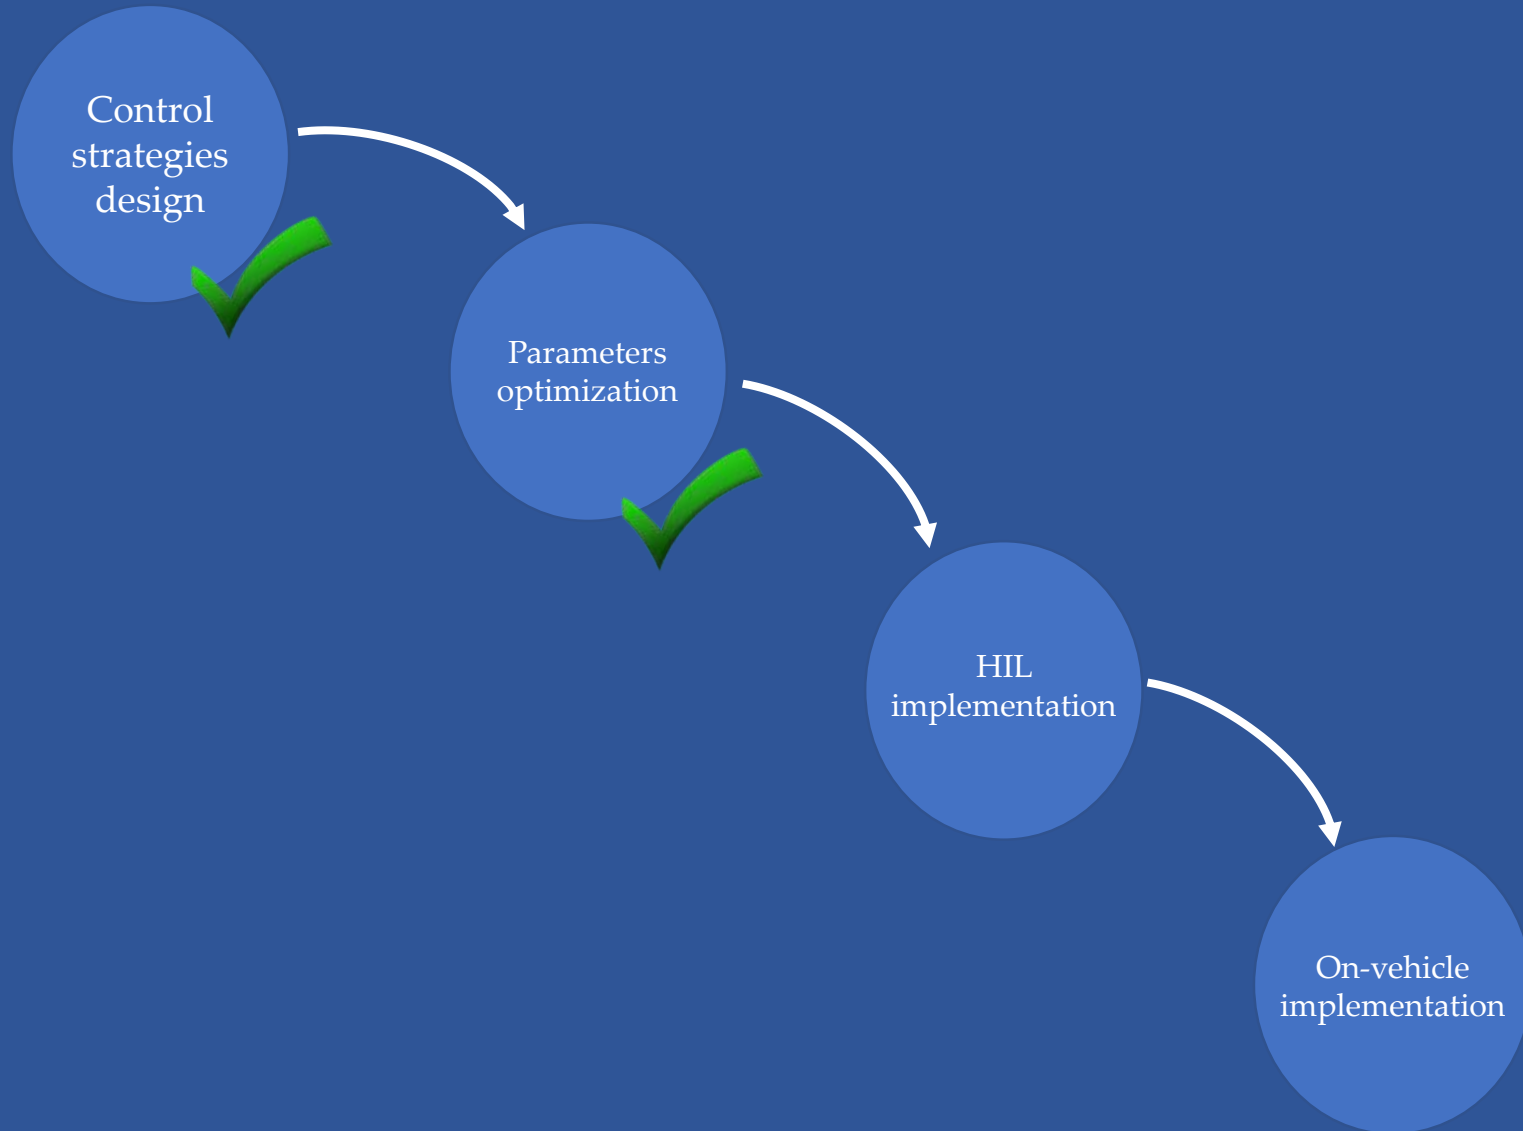 Control
strategies
design
Parameters
optimization
HIL
implementation
On-vehicle
implementation